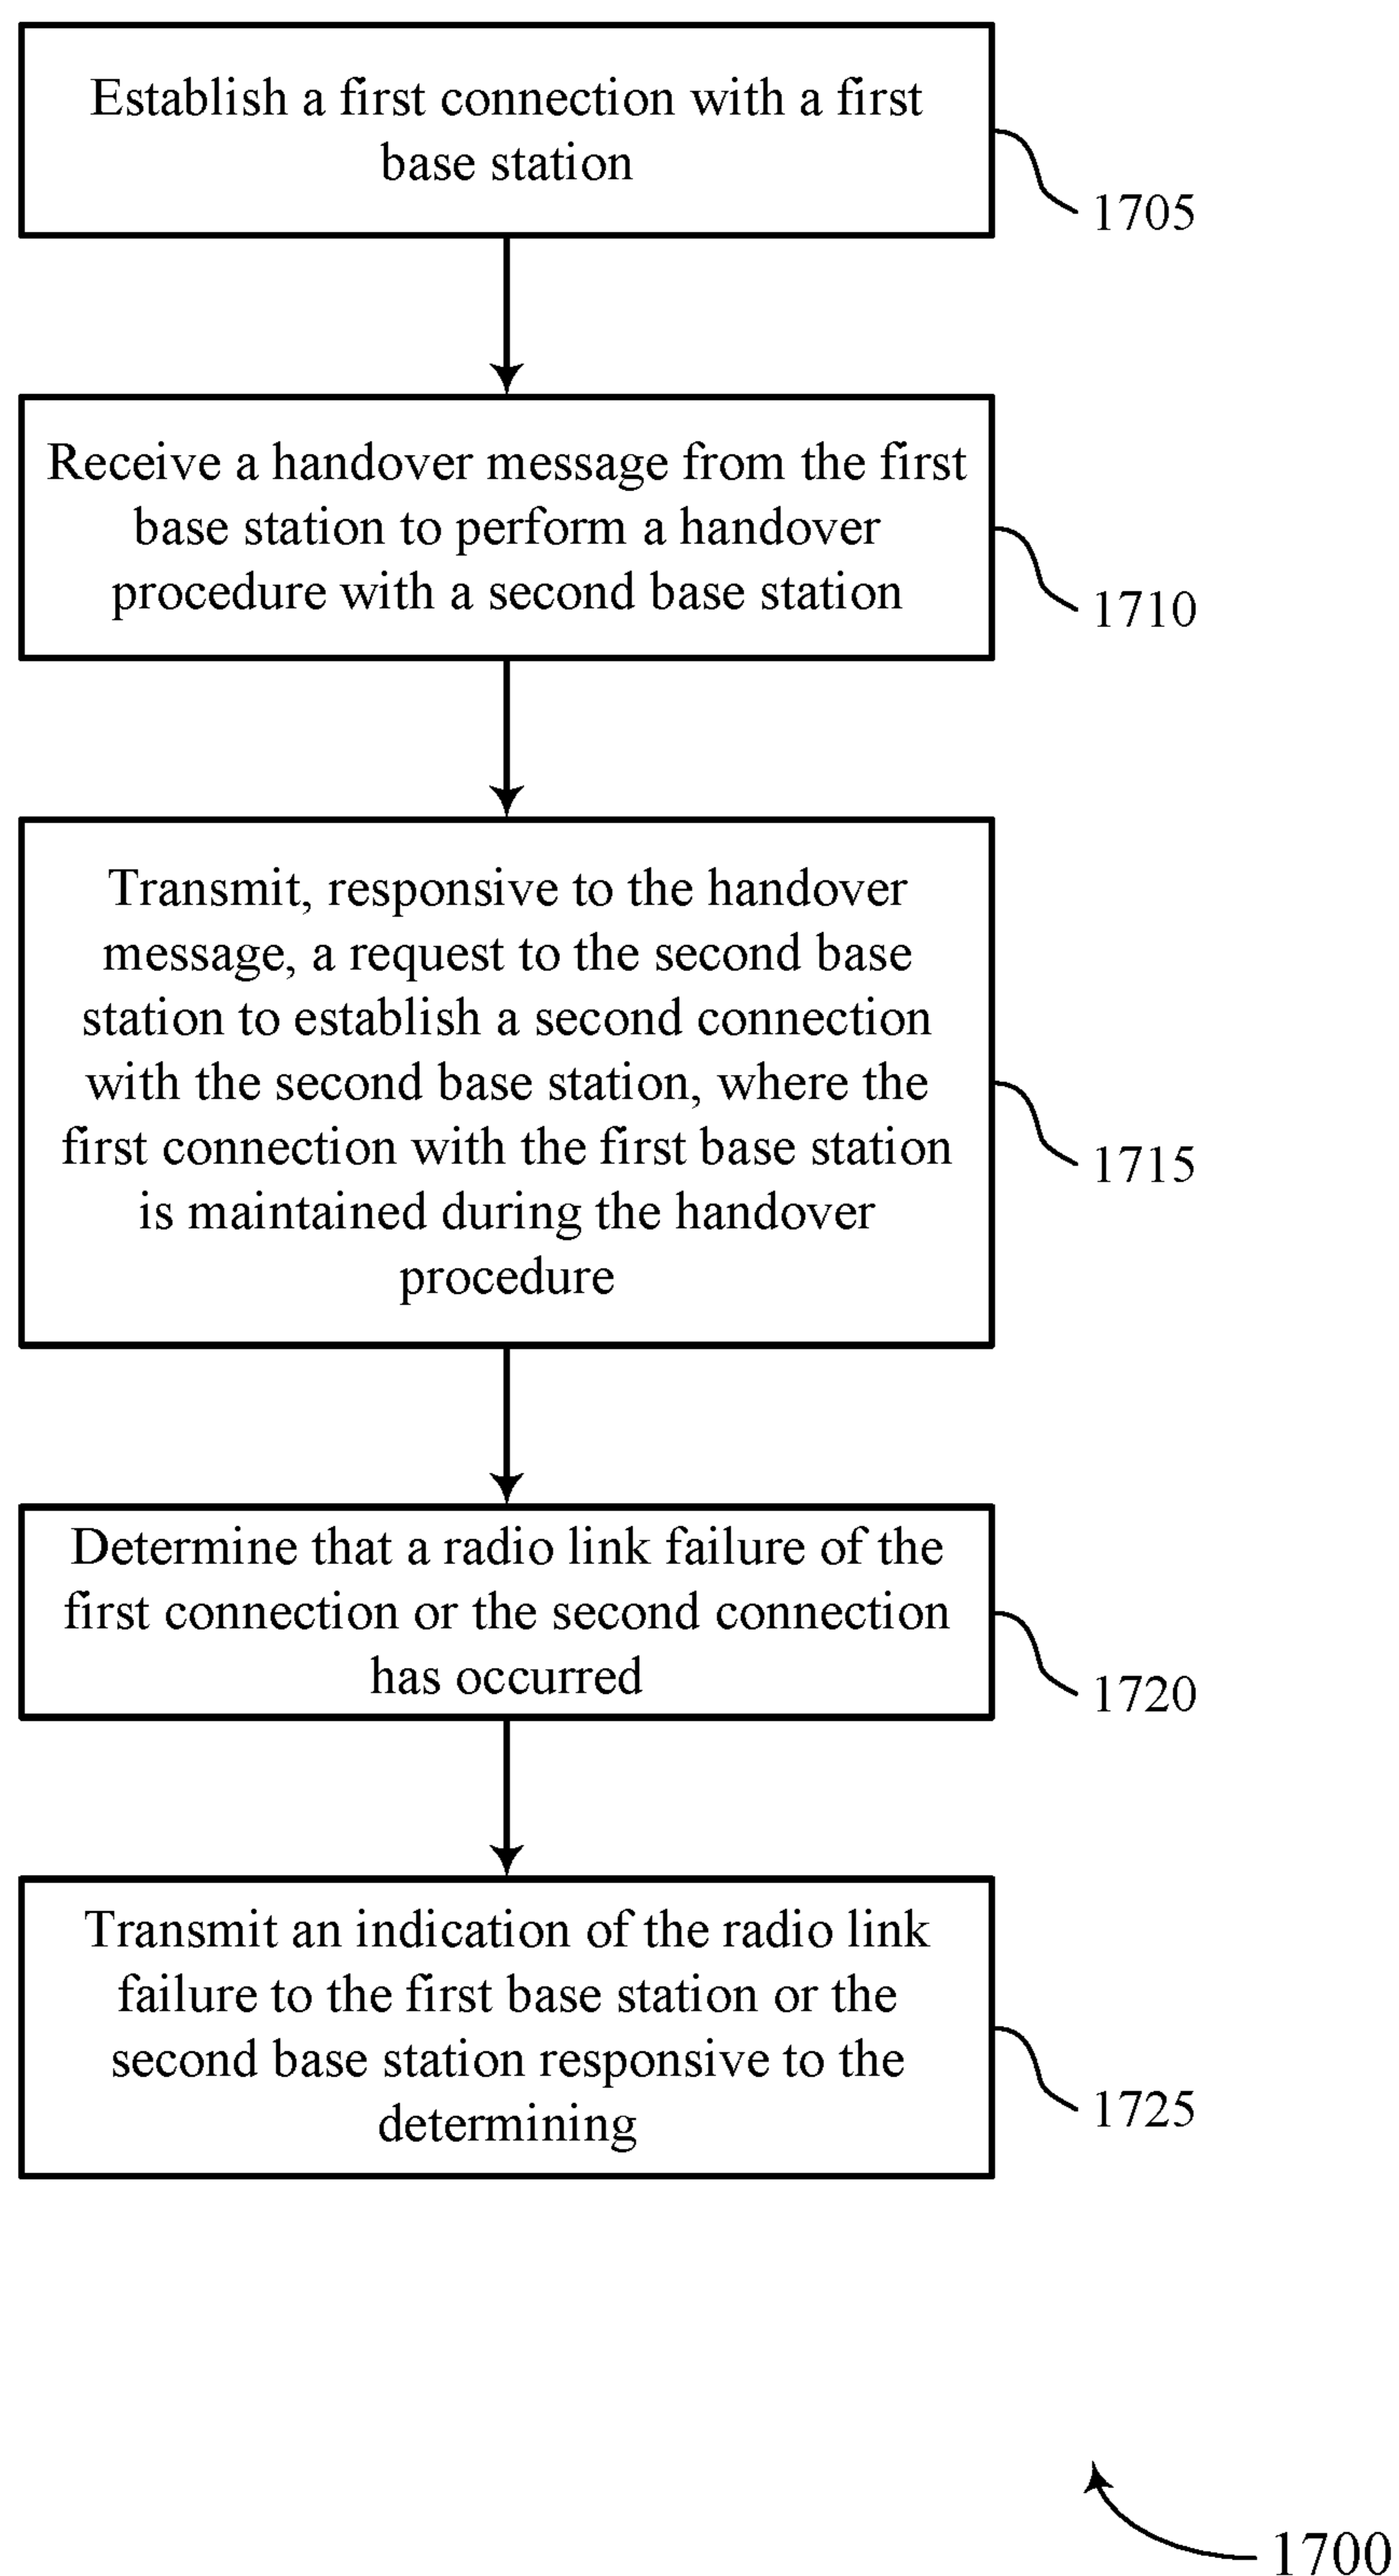 Establish a first connection with a first
base station
1705
Receive a handover message from the first
base station to perform a handover
procedure with a second base station
1710
Transmit, responsive to the handover
message, a request to the second base
station to establish a second connection
with the second base station, where the
first connection with the first base station
is maintained during the handover
procedure
1715
Determine that a radio link failure of the
first connection or the second connection
has occurred
1720
Transmit an indication of the radio link
failure to the first base station or the
second base station responsive to the
determining
1725
1700